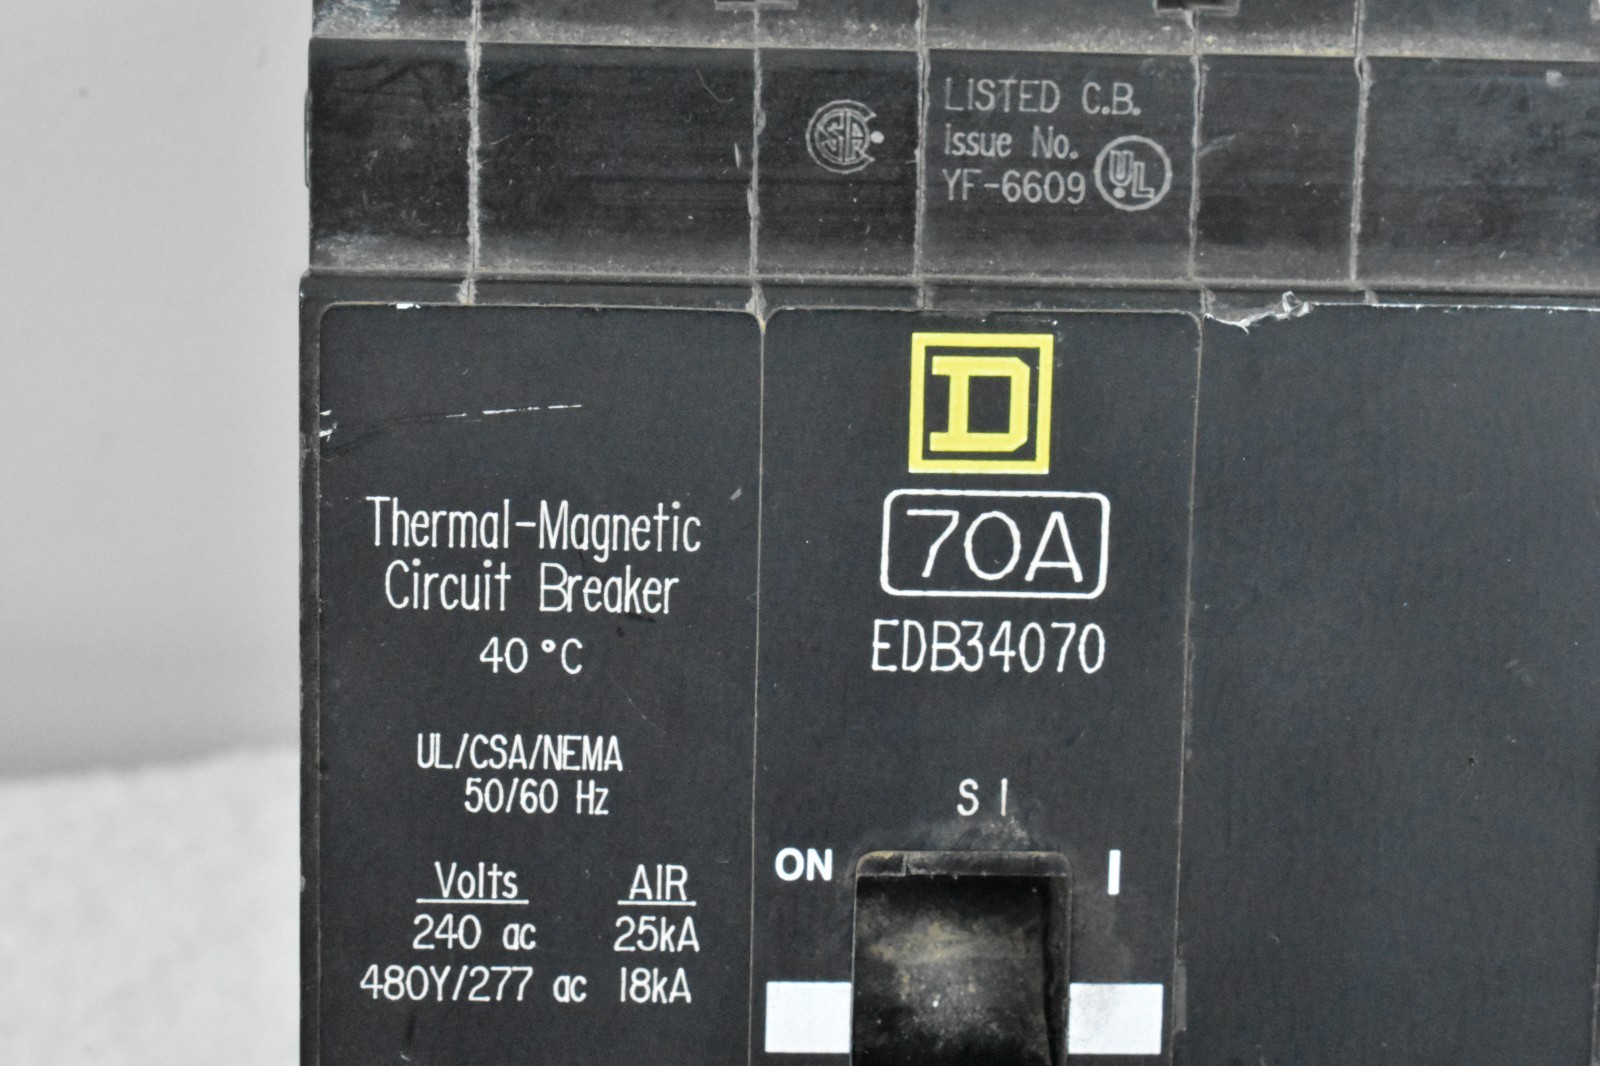 LISTED C.B.
Issue No.
YF-6609
UL
D
70A
EDB34070
Thermal-Magnetic
Circuit Breaker
40 °C
UL/CSA/NEMA
50/60 Hz
Volts AIR
240 ac 25kA
480Y/277 ac 18kA
S I
ON I